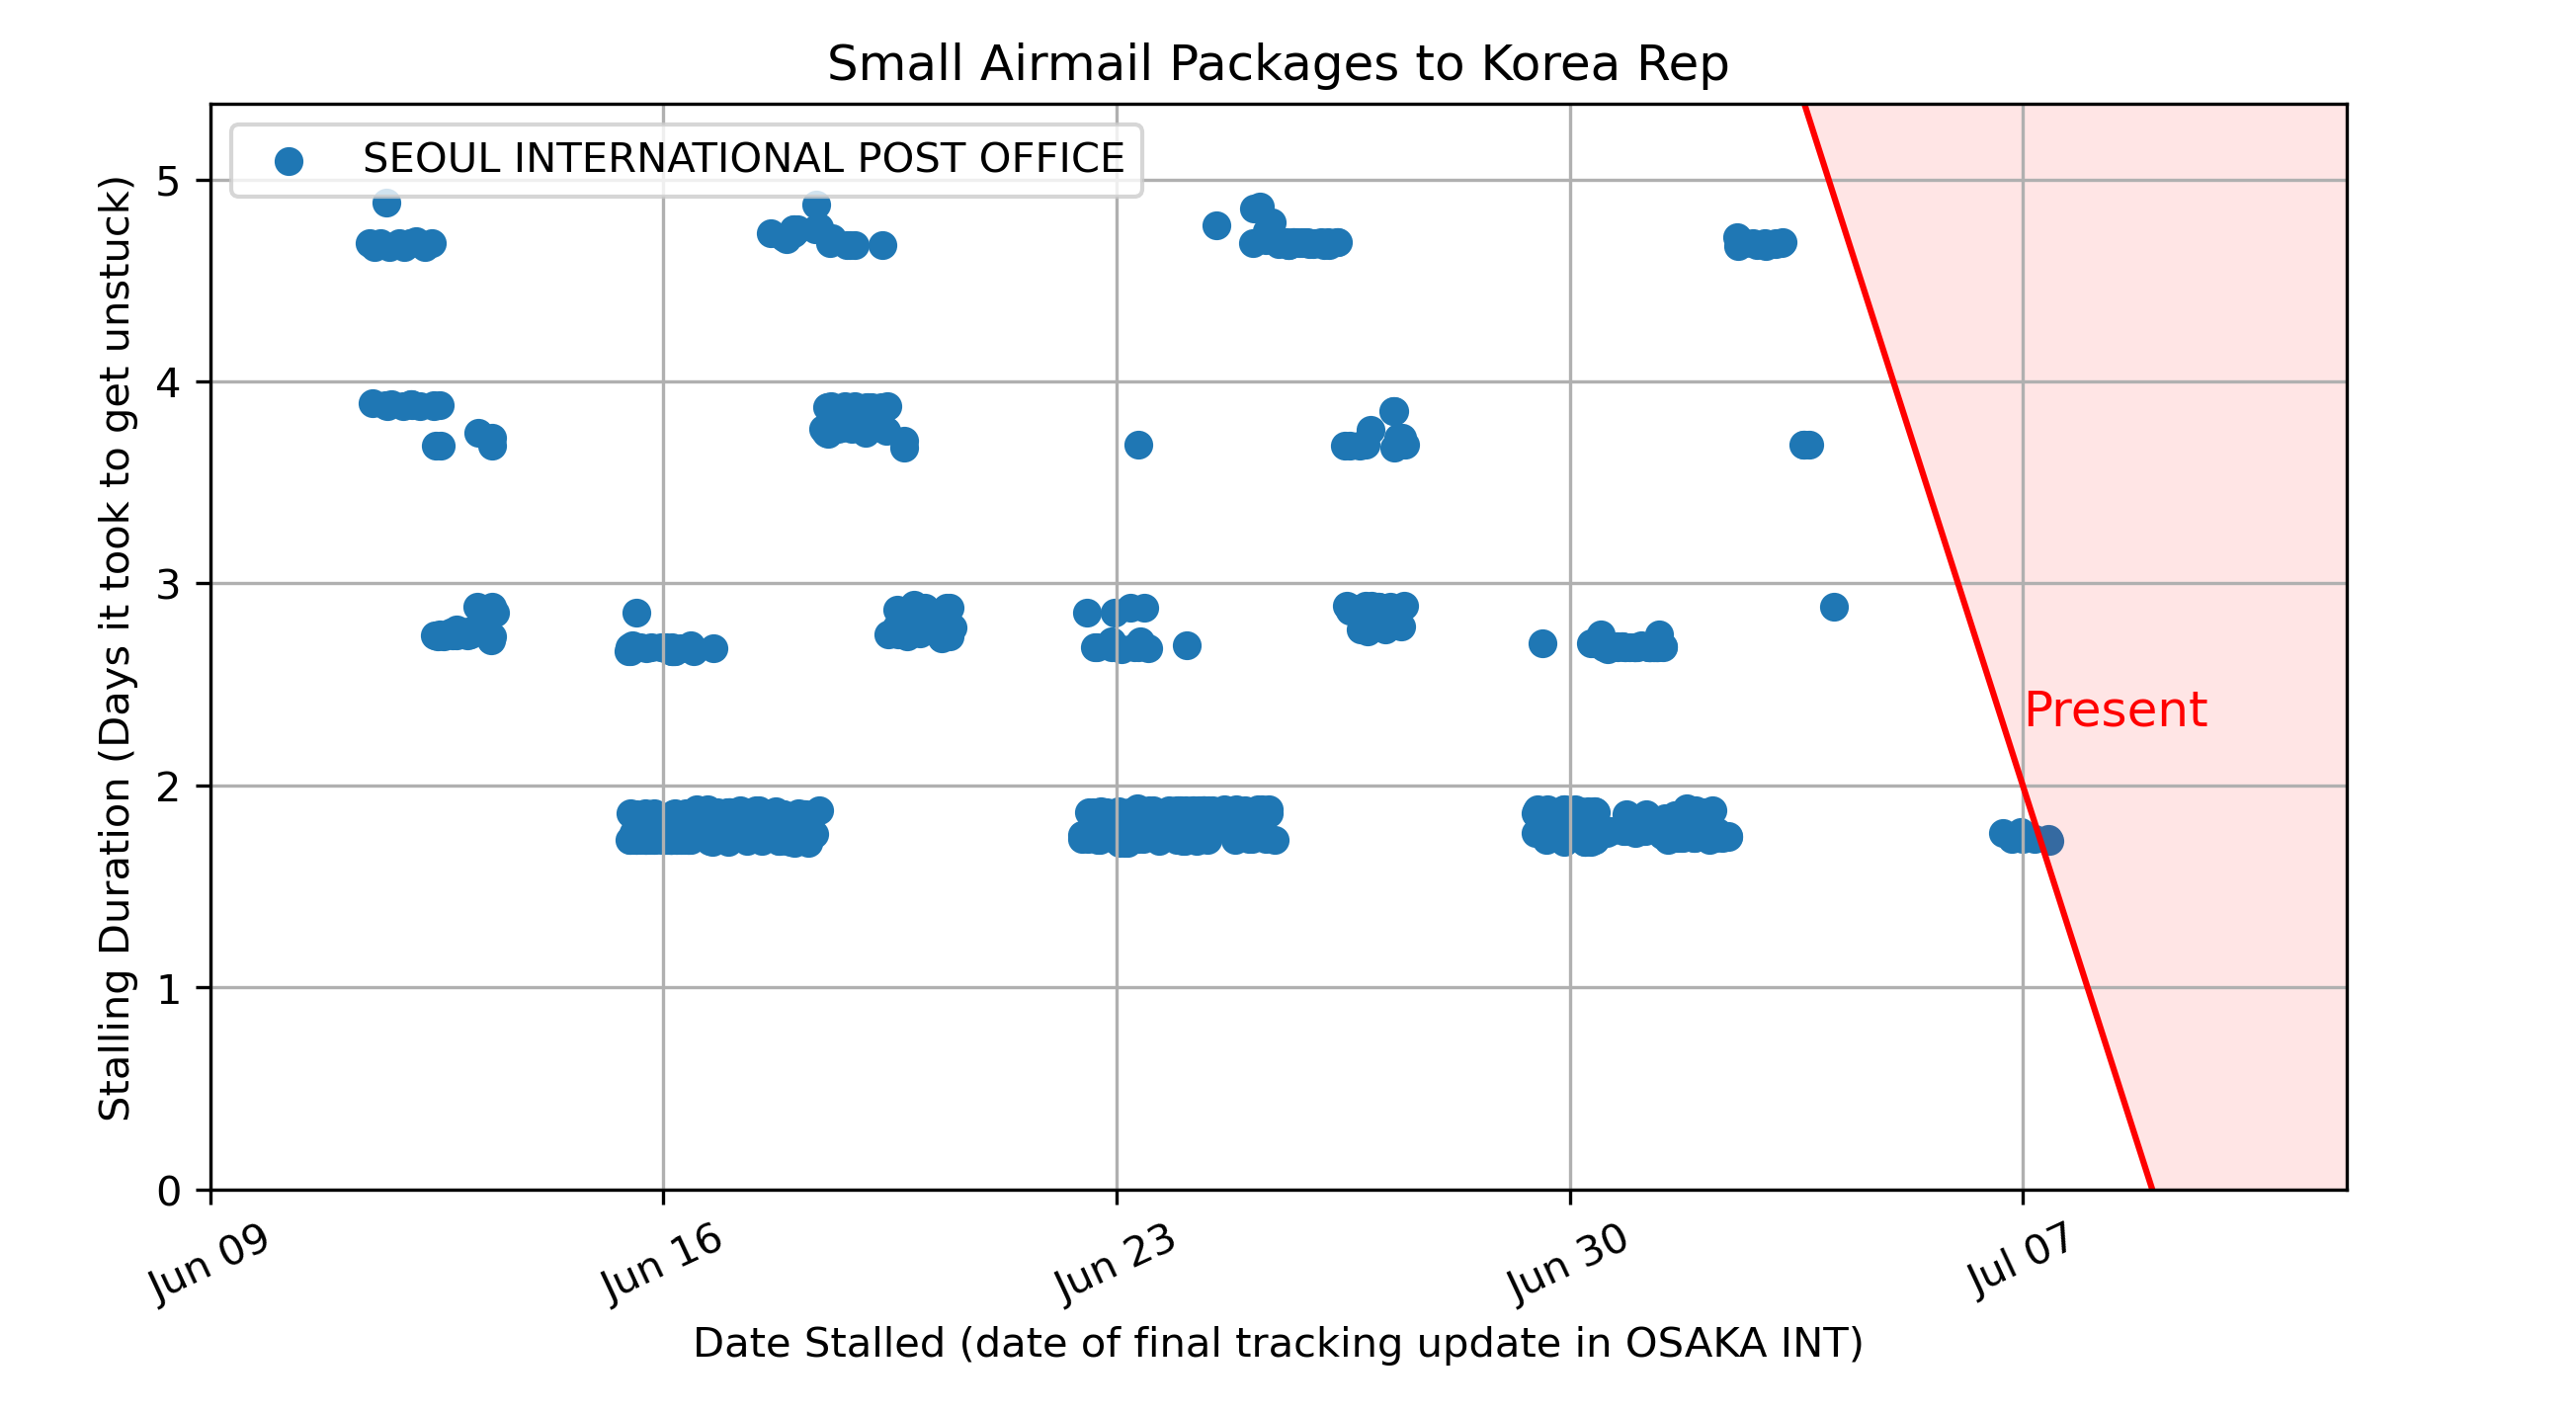 Small Airmail Packages to Korea Rep
SEOUL INTERNATIONAL POST OFFICE
Stalling Duration (Days it took to get unstuck)
5
4
3
2
1
0
Present
Jun 09
Jun 16
Jun 23
Jun 30
Jul 07
Date Stalled (date of final tracking update in OSAKA INT)